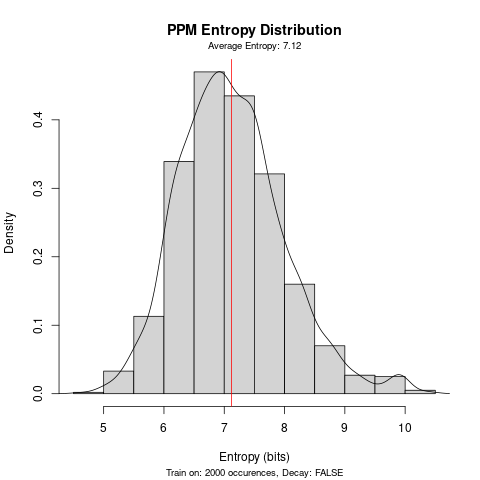 PPM Entropy Distribution
Average Entropy: 7.12
Density
0.4
0.3
0.2
0.1
0.0
5 6 7 8 9 10
Entropy (bits)
Train on: 2000 occurences, Decay: FALSE